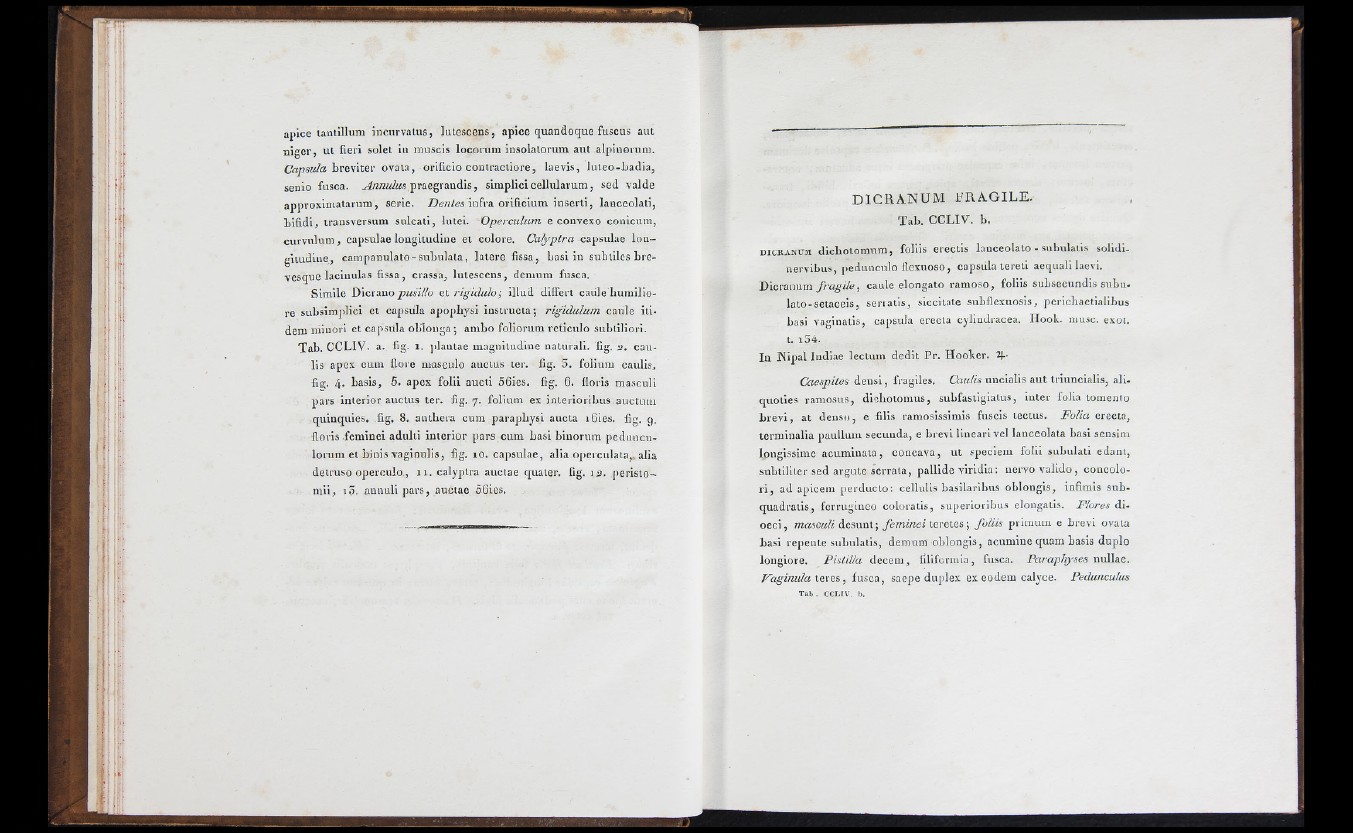 apice tantillum incurvatus, lutescens, apice quandoque fuscus aut
niger, ut fieri solet in muscis locorum insolatorum aut alpinorum.
Capsula breviter ovata, orificio contractiore, laevis, luteo-badia,
senio fusca. Annulus praegrandis, simplici cellularum, sed valde
approximatarum, serie. Dentes infra orificium inserti, lanceolati,
bifidi, transversum sulcati, lutei. Operculum e convexo conicum,
curvulum, capsulae longitudine et colore. Calyptra capsulae lon-
gitudine, campanulato-subulata, latere fissa, basi in subtiles bre-
vesque lacinulas fissa, crassa, lutescens, demum fusca.
Simile Dicrano pusillo et rigidulo; illud differt caule humilio-
re subsimplici et capsula apophysi instructa; rigidulum caule iti-
dem minori et capsula oblonga; ambo foliorum reticulo subtiliori.
Tab. CCLIV. a. fig. 1. plantae magnitudine naturali. fig. 2. cau-
lis apex cum flore masculo auctus ter. fig. 3. folium caulis,
fig. 4. basis, 5. apex folii aucti 56ies. fig. 6. floris masculi
pars interior auctus ter. fig. 7. folium ex interioribus auctum
quinquies. fig. 8. anthera cum paraphysi aucta 16ies. fig. 9.
floris feminei adulti interior pars cum basi binorum peduncu-
lorum et binis vaginulis, fig. 10. capsulae, alia operculata, alia
detruso operculo, 11. calyptra auctae quater. fig. 12. peristo-
mii, 13. annuli pars, auctae 56ies.
DICRANUM FRAGILE.
Tab. CCLIV. b.
DICRANUM dichotomum, foliis erectis lanceolato-subulatis solidi-
nervibus, pedunculo flexuoso, capsula tereti aequali laevi.
Dicranum fragile, caule elongato ramoso, foliis subsecundis subu-
lato-setaceis, serratis, siccitate subflexuosis, perichaetialibus
basi vaginatis, capsula erecta cylindracea. Hook. musc. exot.
t. 134.
In Nipal Indiae lectum dedit Pr. Hooker. ♃.
Caespites densi, fragiles. Caulis uncialis aut triuncialis, ali-
quoties ramosus, dichotomus, subfastigiatus, inter folia tomento
brevi, at denso, e filis ramosissimis fuscis tectus. Folia erecta,
terminalia paullum secunda, e brevi lineari vel lanceolata basi sensim
longissime acuminata, concava, ut speciem folii subulati edant,
subtiliter sed argute serrata, pallide viridia: nervo valido, concolo-
ri, ad apicem perducto: cellulis basilaribus oblongis, infimis sub-
quadratis, ferrugineo coloratis, superioribus elongatis. Flores di-
oeci, masculi desunt; feminei teretes; foliis primum e brevi ovata
basi repente subulatis, demum oblongis, acumine quam basis duplo
longiore. Pistilla decem, filiformia, fusca. Paraphyses nullae.
Vaginula teres, fusca, saepe duplex ex eodem calyce. Pedunculus
Tab. CCLIV. b.